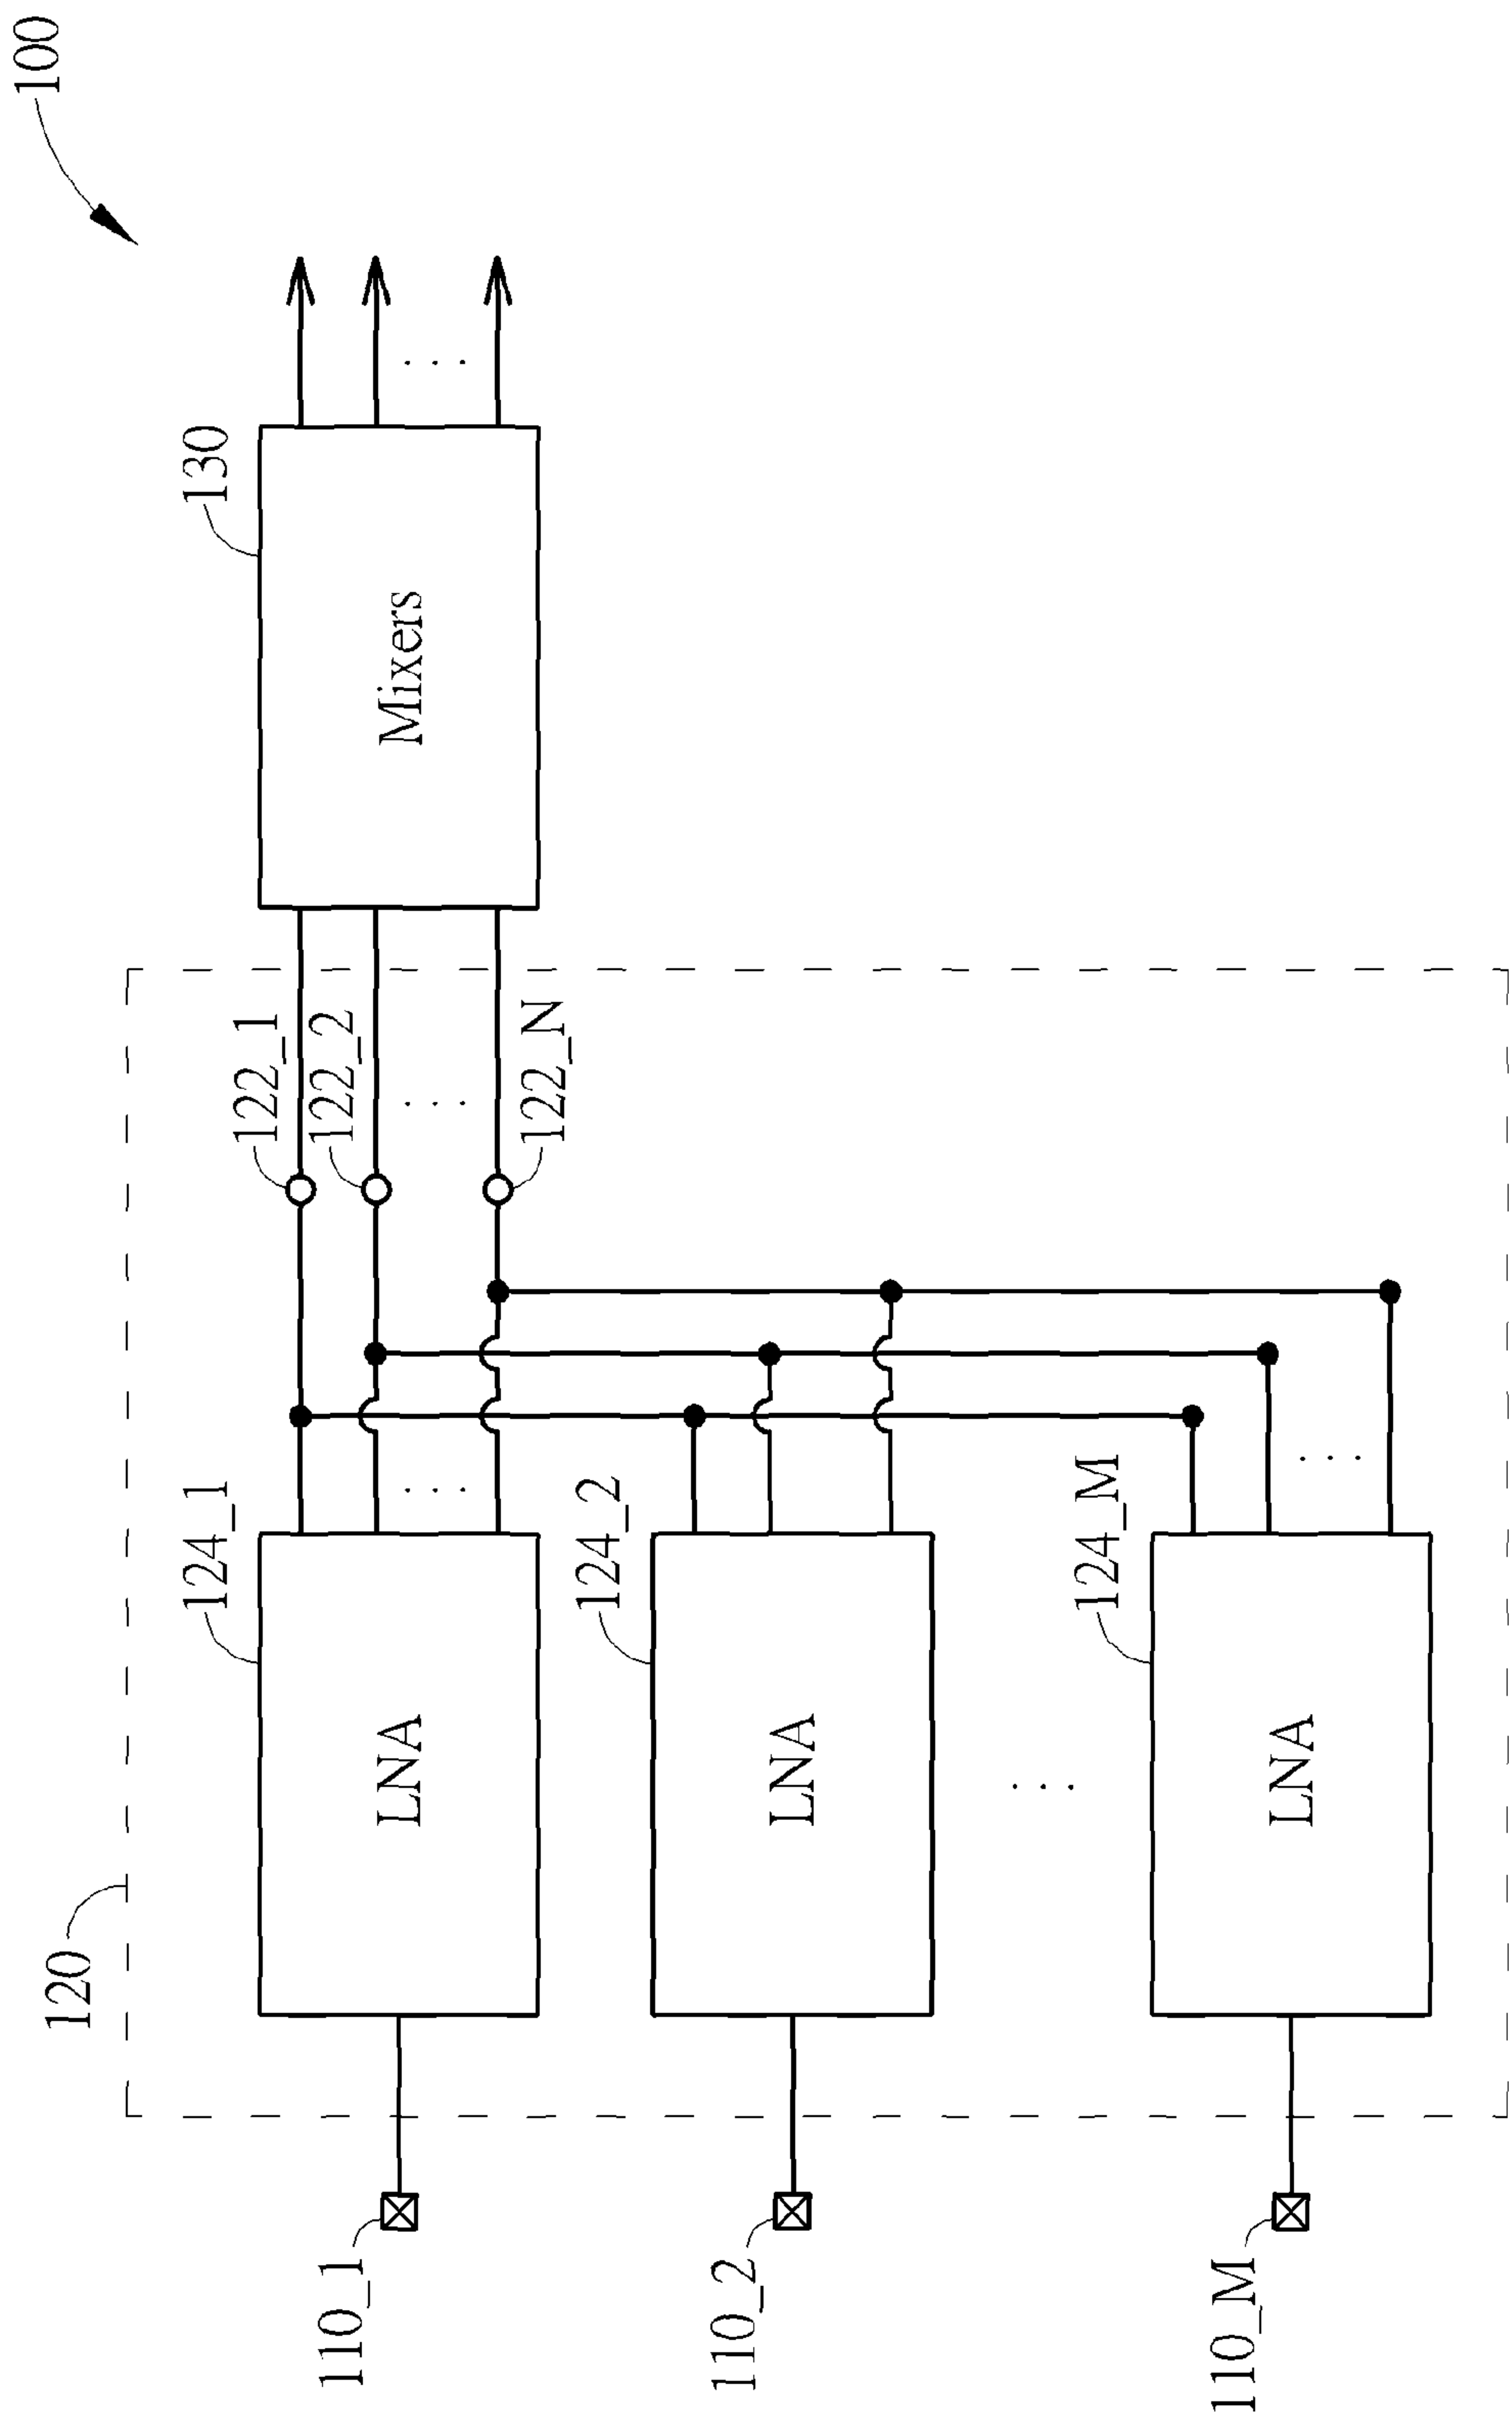 100
120
124_1
122_1
122_2
122_N
130
110_1
LNA
Mixers
. . .
. . .
. . .
124_2
110_2
LNA
. . .
124_M
110_M
LNA
. . .